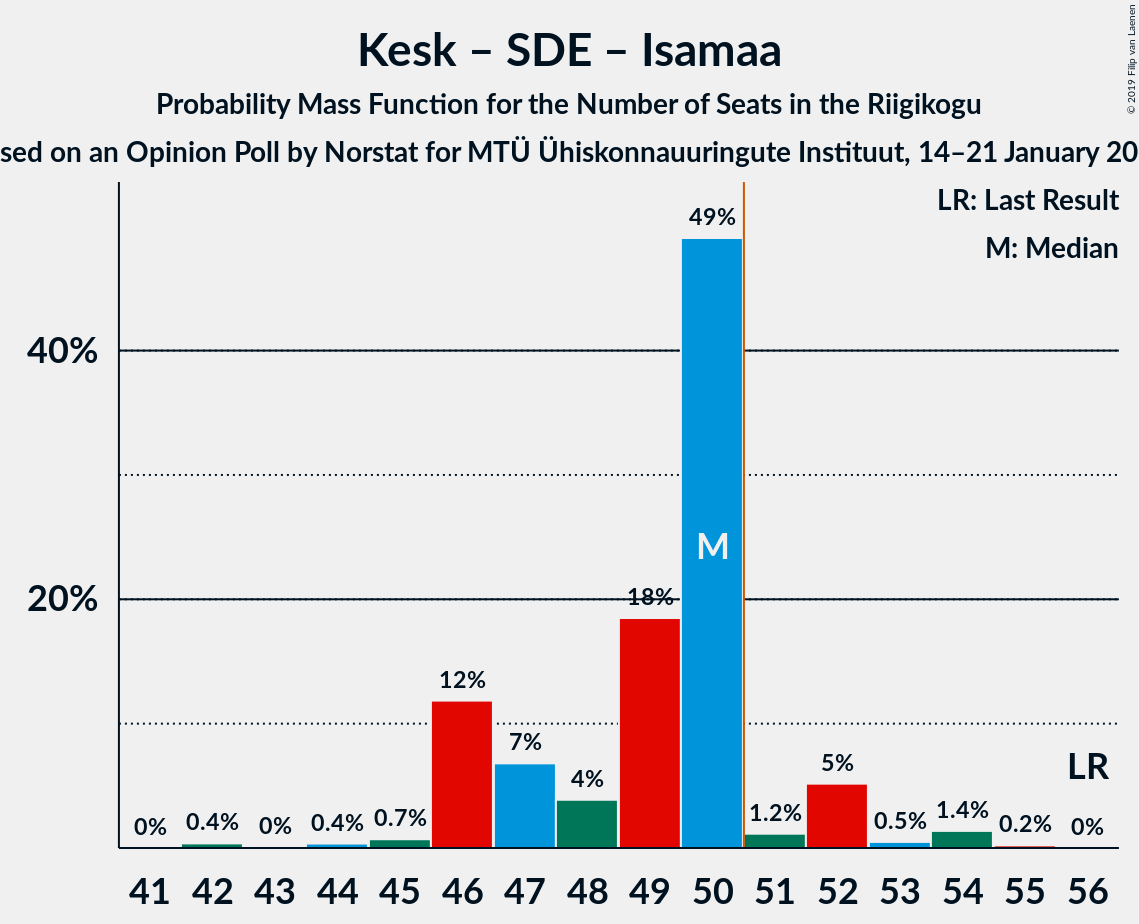 Kesk – SDE – Isamaa
Probability Mass Function for the Number of Seats in the Riigikogu
sed on an Opinion Poll by Norstat for MTÜ Ühiskonnauuringute Instituut, 14–21 January 20
© 2019 Filip van Laenen
LR: Last Result
M: Median
49%
40%
M
20%
18%
12%
7%
4%
5%
LR
0%
0.4%
0%
0.4%
0.7%
1.2%
0.5%
1.4%
0.2%
0%
41 42 43 44 45 46 47 48 49 50 51 52 53 54 55 56